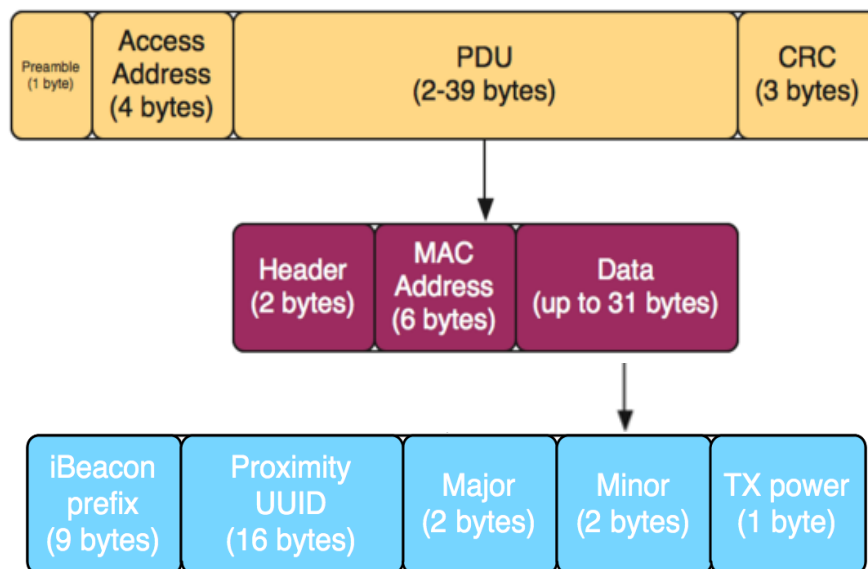 Preamble
(1 byte)
Access
Address
(4 bytes)
PDU
(2-39 bytes)
CRC
(3 bytes)
Header
(2 bytes)
MAC
Address
(6 bytes)
Data
(up to 31 bytes)
iBeacon
prefix
(9 bytes)
Proximity
UUID
(16 bytes)
Major
(2 bytes)
Minor
(2 bytes)
TX power
(1 byte)